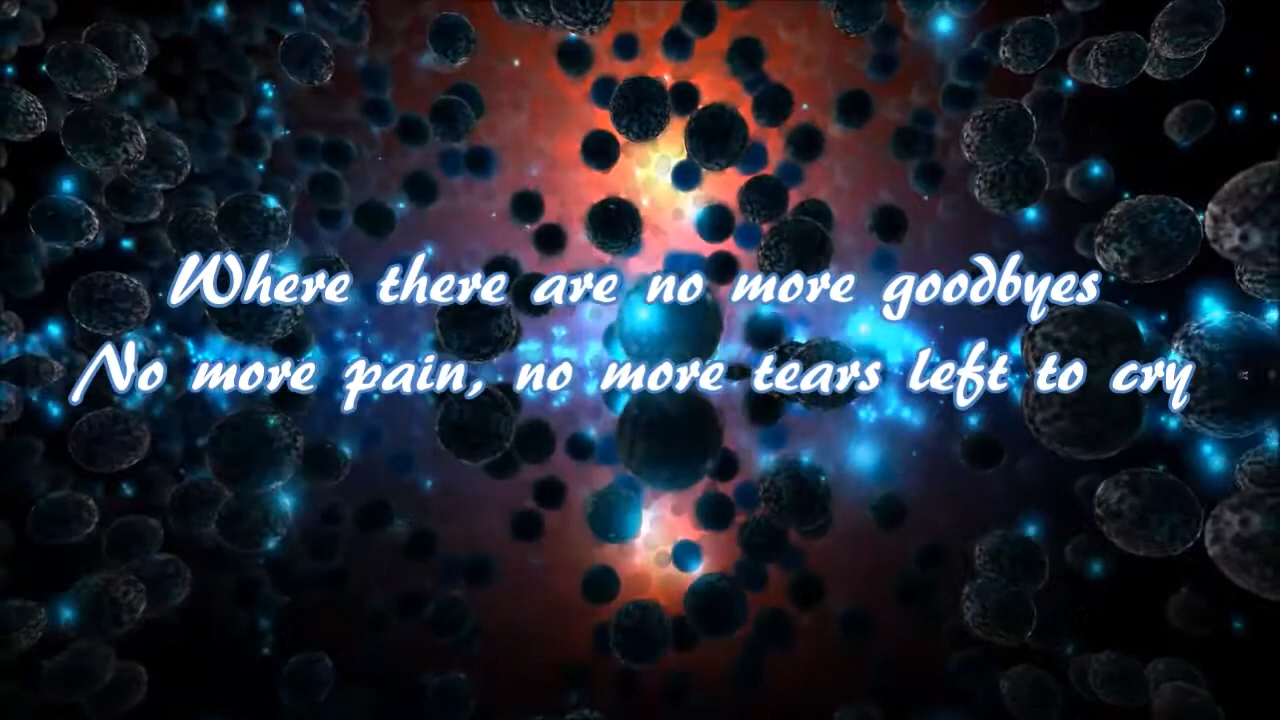 Where there are no more goodbyes
No more pain, no more tears left to cry